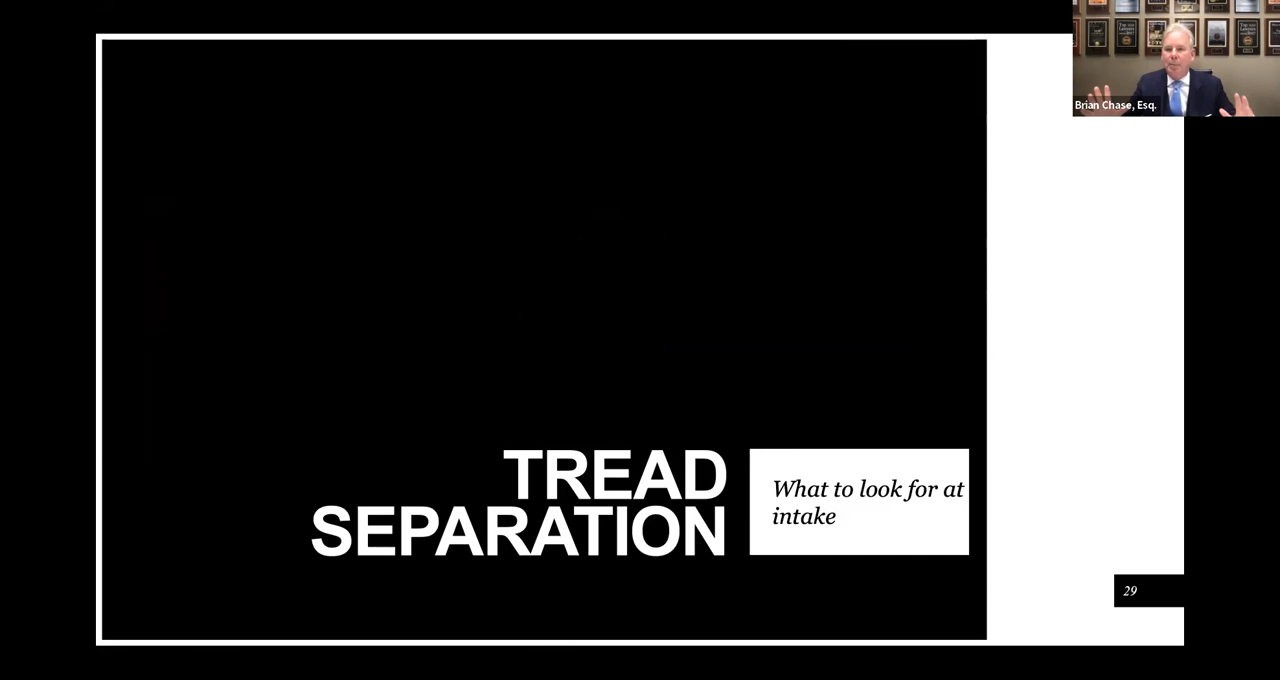 Brian Chase, Esq.
TREAD
SEPARATION
What to look for at
intake
29